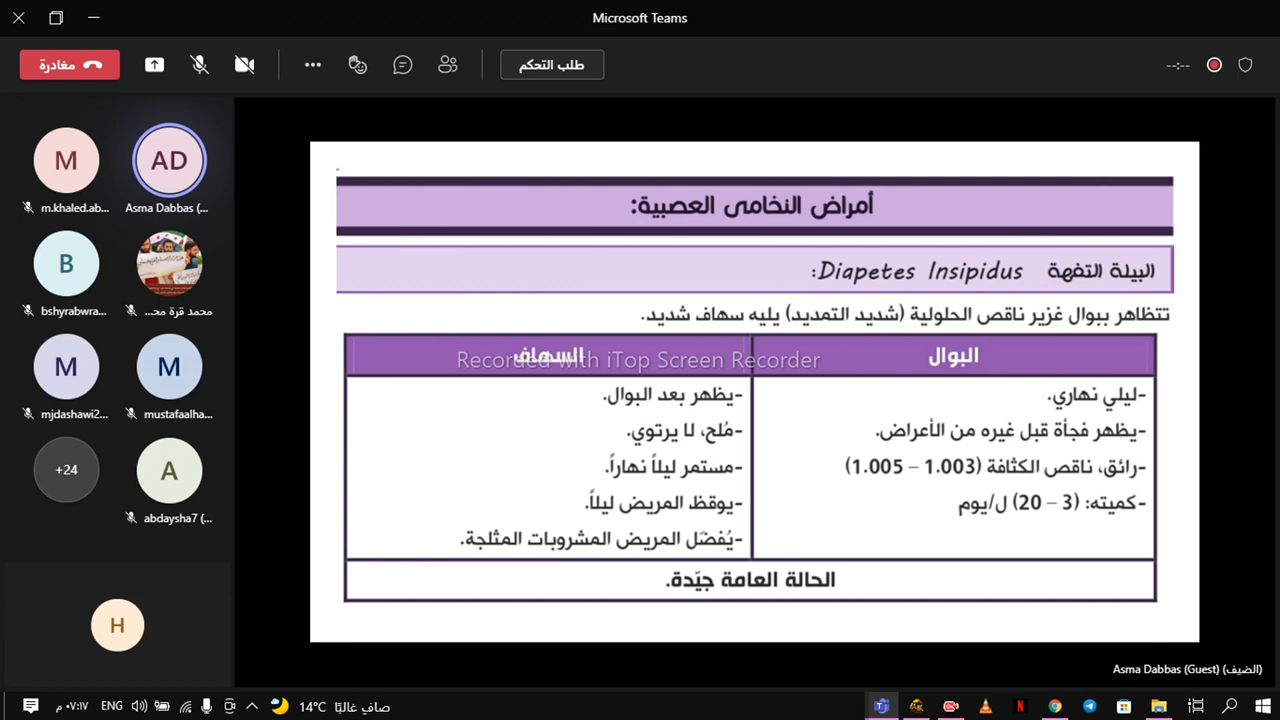 Microsoft Teams
مغادرة
طلب التحكم
--:--
M
AD
m.khaled.ab...
Asma Dabbas (...
B
bshyrabwra...
محمد قرة مح...
M
M
mjdashawi2...
mustafaalha...
+24
A
abdaysha7 (...
H
أمراض النخامى العصبية:
البيلة التفهة Diapetes Insipidus:
تتظاهر ببوال غزير ناقص الحلولية (شديد التمديد) يليه سهاف شديد.
البوال
السهاف
Recorded with iTop Screen Recorder
-ليلي نهاري.
-يظهر فجأة قبل غيره من الأعراض.
-رائق، ناقص الكثافة (1.003 – 1.005)
-كميته: (3 – 20) ل/يوم
-يظهر بعد البوال.
-مُلح، لا يرتوي.
-مستمر ليلاً نهاراً.
-يوقظ المريض ليلاً.
-يُفضّل المريض المشروبات المثلجة.
الحالة العامة جيّدة.
Asma Dabbas (Guest) (الضيف)
٠٧:١٧ م
ENG
14°C صافي غالبًا